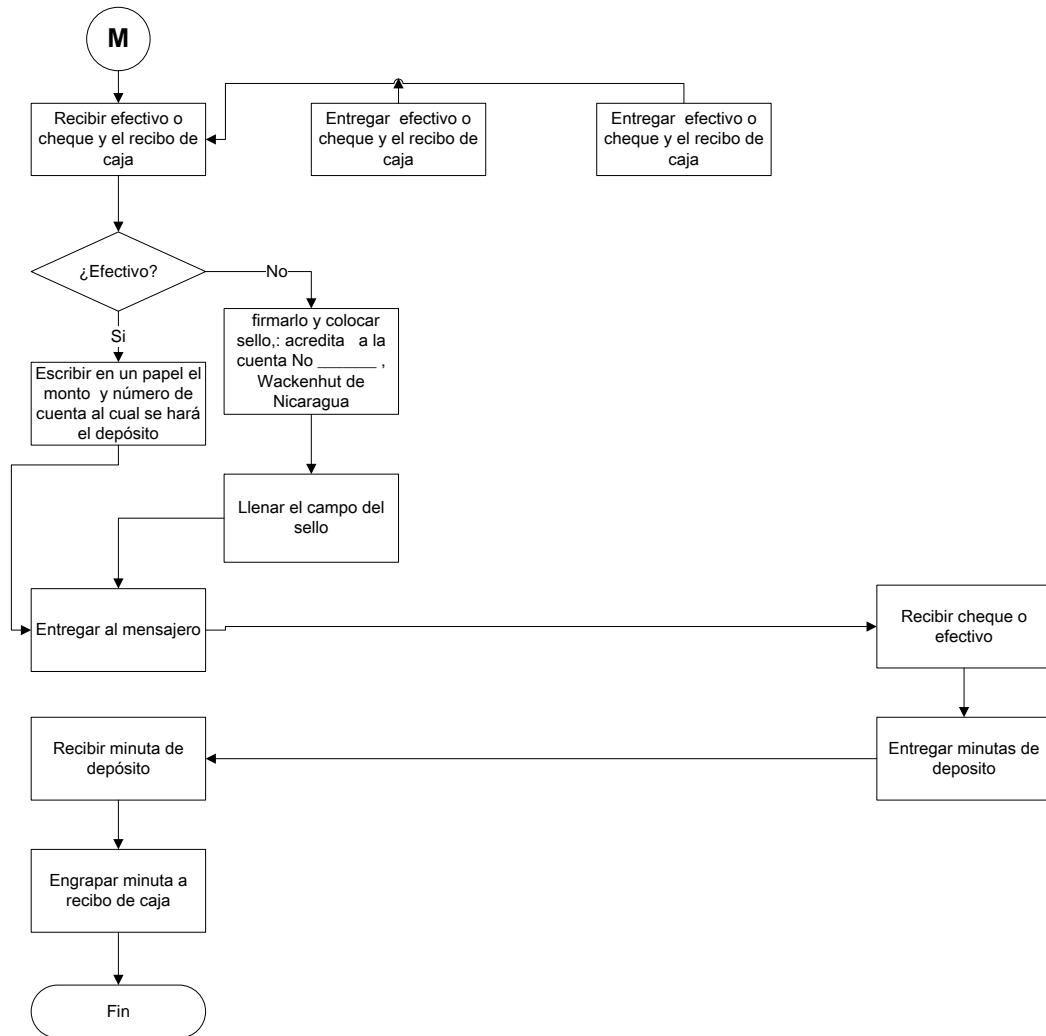 M
Recibir efectivo o
cheque y el recibo de
caja
Entregar efectivo o
cheque y el recibo de
caja
Entregar efectivo o
cheque y el recibo de
caja
¿Efectivo?
No
Si
firmarlo y colocar
sello,: acredita a la
cuenta No ______ ,
Wackenhut de
Nicaragua
Escribir en un papel el
monto y número de
cuenta al cual se hará
el depósito
Llenar el campo del
sello
Entregar al mensajero
Recibir cheque o
efectivo
Recibir minuta de
depósito
Entregar minutas de
deposito
Engrapar minuta a
recibo de caja
Fin